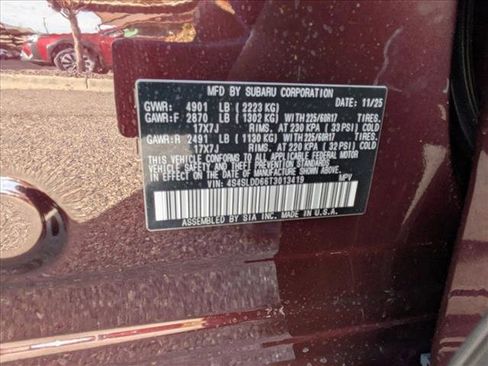 MFD BY SUBARU CORPORATION
GVWR: 4901 LB ( 2223 KG) DATE: 11/25
GAWR:F 2870 LB ( 1302 KG) WITH 225/60R17 TIRES.
17X7J RIMS. AT 230 KPA ( 33 PSI) COLD
GAWR:R 2491 LB ( 1130 KG) WITH 225/60R17 TIRES.
17X7J RIMS. AT 220 KPA ( 32 PSI) COLD
THIS VEHICLE CONFORMS TO ALL APPLICABLE FEDERAL MOTOR
VEHICLE SAFETY, BUMPER AND THEFT PREVENTION STANDARDS
IN EFFECT ON THE DATE OF MANUFACTURE SHOWN ABOVE.
VIN: 4S4SLDD66T3013419 MPV
ASSEMBLED BY SIA INC. MADE IN U.S.A.